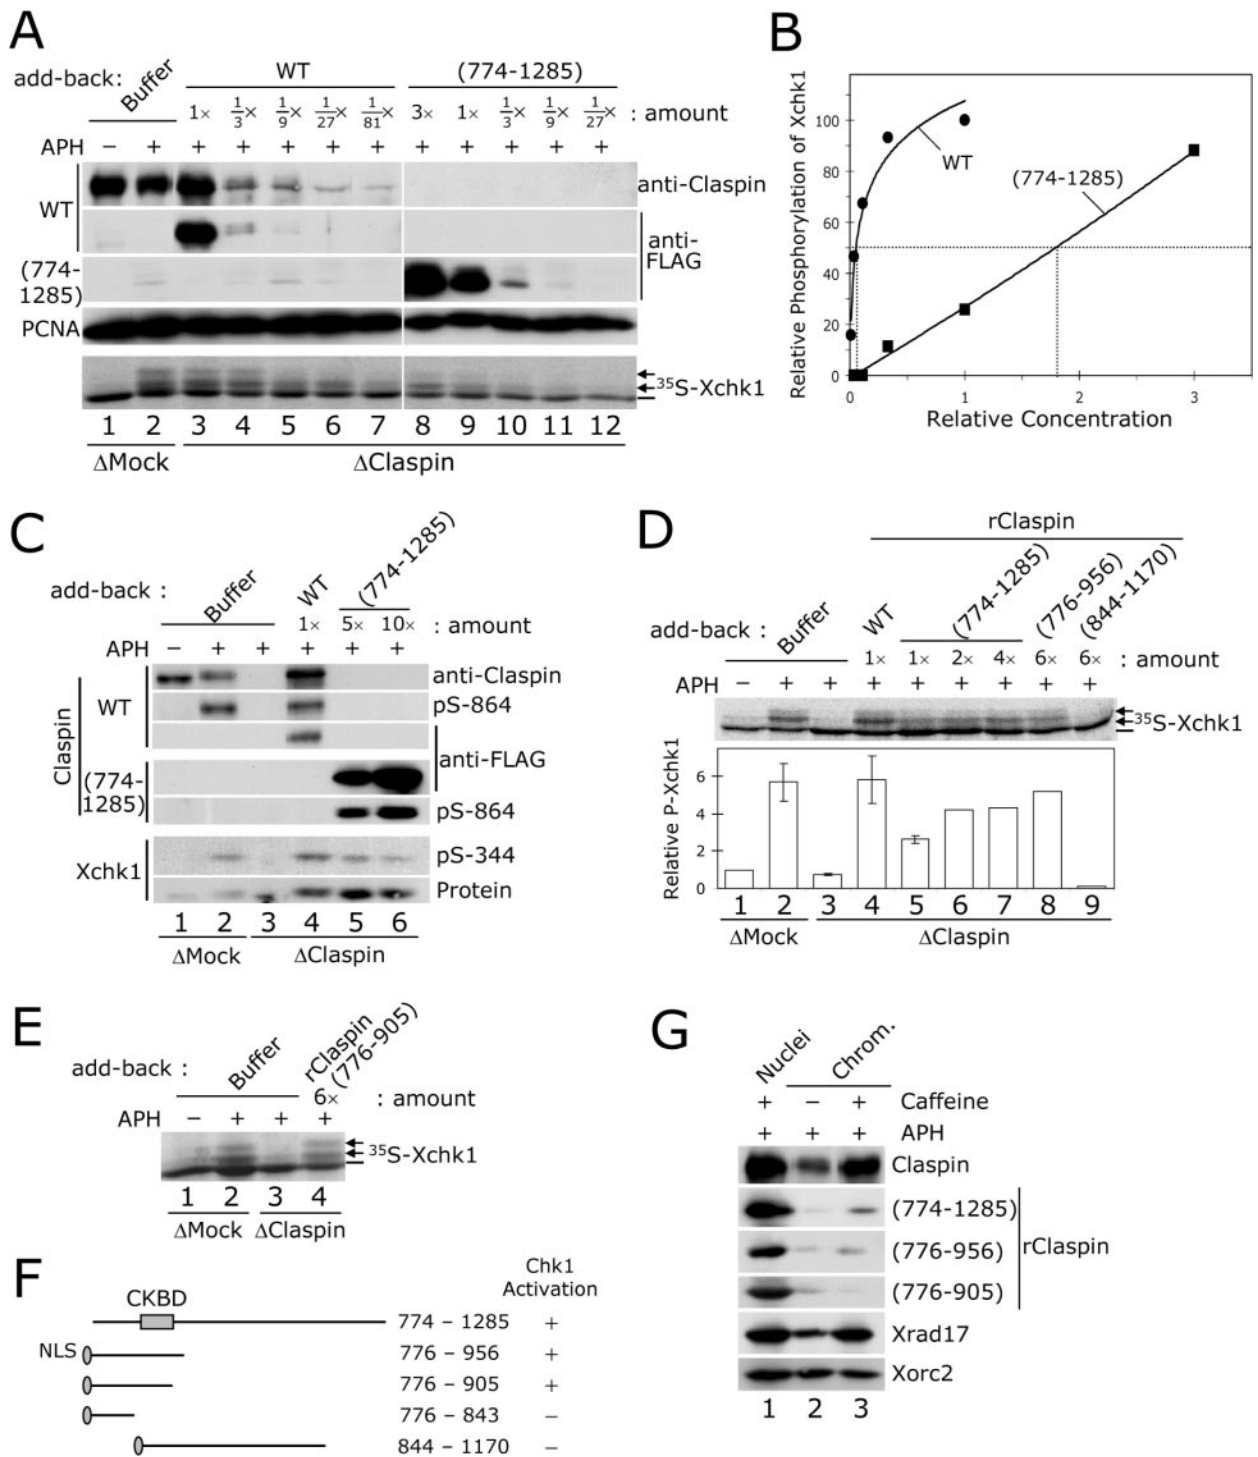 A
add-back: Buffer WT (774-1285)
1× 1/3× 1/9× 1/27× 1/81× 3× 1× 1/3× 1/9× 1/27× : amount
APH − + + + + + + + + + + +
WT
anti-Claspin
anti-FLAG
(774-1285)
PCNA
35S-Xchk1
1 2 3 4 5 6 7 8 9 10 11 12
ΔMock ΔClaspin
B
Relative Phosphorylation of Xchk1
100
80
60
40
20
0
WT
(774-1285)
0 1 2 3
Relative Concentration
C
add-back : Buffer WT (774-1285)
1× 5× 10× : amount
APH − + + + + +
Claspin
WT
anti-Claspin
pS-864
anti-FLAG
(774-1285)
pS-864
Xchk1
pS-344
Protein
1 2 3 4 5 6
ΔMock ΔClaspin
D
rClaspin
add-back : Buffer WT (774-1285) (776-956) (844-1170)
1× 1× 2× 4× 6× 6× : amount
APH − + + + + + + + +
35S-Xchk1
Relative P-Xchk1
6
4
2
0
1 2 3 4 5 6 7 8 9
ΔMock ΔClaspin
E
add-back : Buffer rClaspin (776-905)
6× : amount
APH − + + +
35S-Xchk1
1 2 3 4
ΔMock ΔClaspin
F
Chk1
Activation
CKBD
774 – 1285 +
NLS 776 – 956 +
776 – 905 +
776 – 843 −
844 – 1170 −
G
Nuclei Chrom.
+ − + Caffeine
+ + + APH
Claspin
(774-1285)
(776-956)
(776-905)
rClaspin
Xrad17
Xorc2
1 2 3